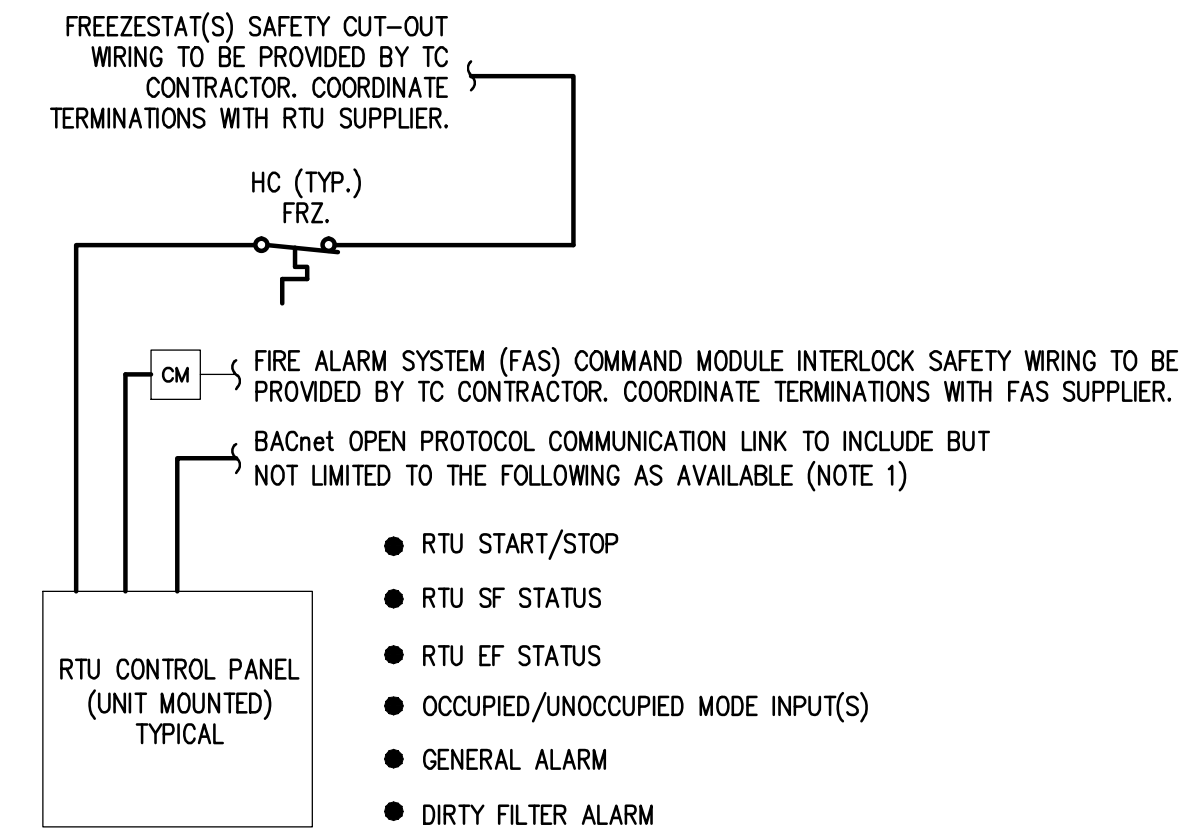 FREEZESTAT(S) SAFETY CUT-OUT
WIRING TO BE PROVIDED BY TC
CONTRACTOR. COORDINATE
TERMINATIONS WITH RTU SUPPLIER.
HC (TYP.)
FRZ.
CM
FIRE ALARM SYSTEM (FAS) COMMAND MODULE INTERLOCK SAFETY WIRING TO BE
PROVIDED BY TC CONTRACTOR. COORDINATE TERMINATIONS WITH FAS SUPPLIER.
BACnet OPEN PROTOCOL COMMUNICATION LINK TO INCLUDE BUT
NOT LIMITED TO THE FOLLOWING AS AVAILABLE (NOTE 1)
● RTU START/STOP
● RTU SF STATUS
● RTU EF STATUS
● OCCUPIED/UNOCCUPIED MODE INPUT(S)
● GENERAL ALARM
● DIRTY FILTER ALARM
RTU CONTROL PANEL
(UNIT MOUNTED)
TYPICAL